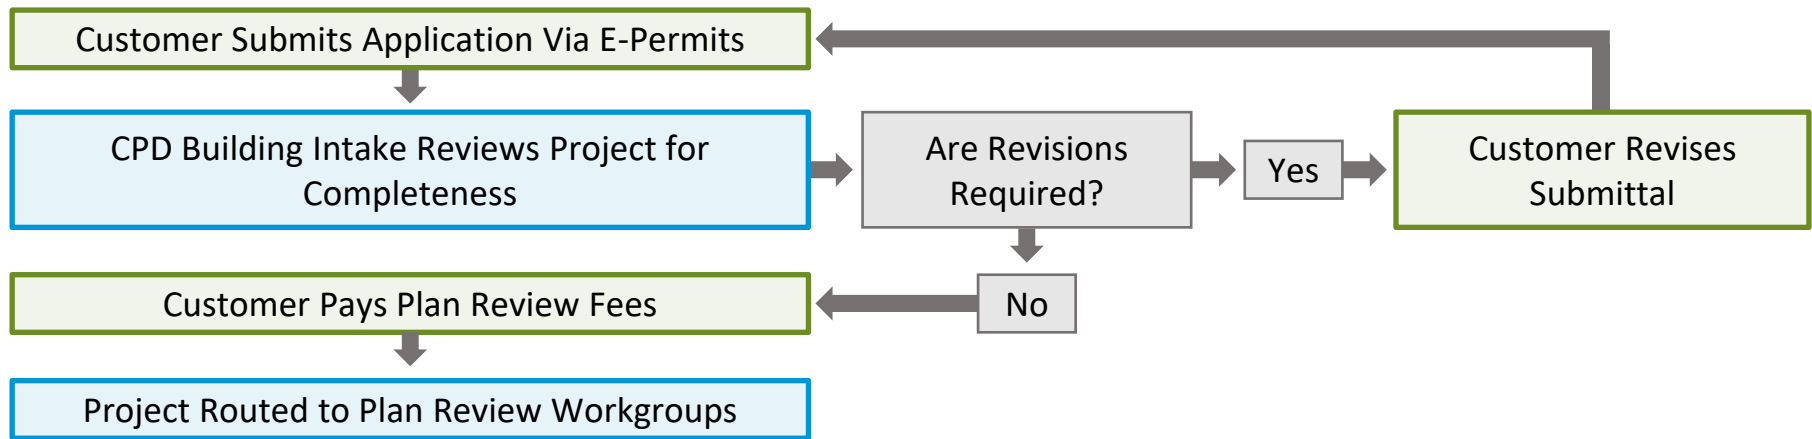 Customer Submits Application Via E-Permits
CPD Building Intake Reviews Project for
Completeness
Are Revisions
Required?
Yes
Customer Revises
Submittal
No
Customer Pays Plan Review Fees
Project Routed to Plan Review Workgroups